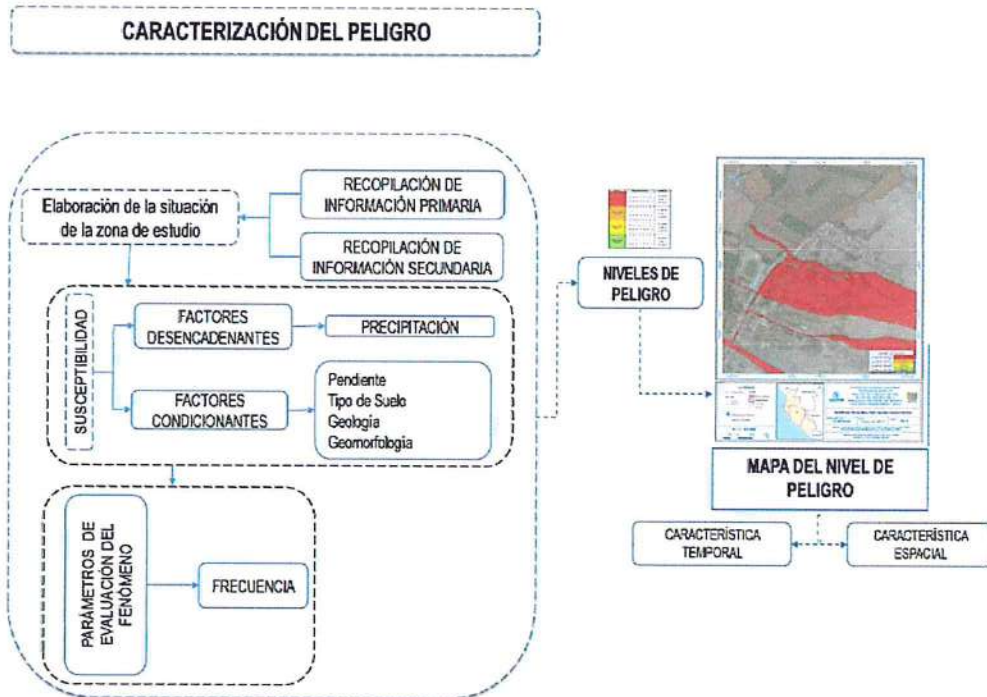 CARACTERIZACIÓN DEL PELIGRO
Elaboración de la situación
de la zona de estudio
RECOPILACIÓN DE
INFORMACIÓN PRIMARIA
RECOPILACIÓN DE
INFORMACIÓN SECUNDARIA
SUSCEPTIBILIDAD
FACTORES
DESENCADENANTES
PRECIPITACIÓN
FACTORES
CONDICIONANTES
Pendiente
Tipo de Suelo
Geología
Geomorfología
PARÁMETROS DE
EVALUACIÓN DEL
FENÓMENO
FRECUENCIA
NIVELES DE
PELIGRO
MAPA DEL NIVEL DE
PELIGRO
CARACTERÍSTICA
TEMPORAL
CARACTERÍSTICA
ESPACIAL